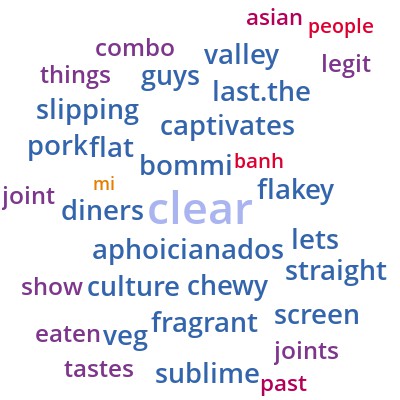 asian
people
combo
valley
legit
things
guys
last.the
slipping
captivates
pork
flat
bommi
banh
mi
flakey
joint
diners
clear
aphoicianados
lets
straight
show
culture
chewy
fragrant
screen
eaten
veg
joints
tastes
sublime
past